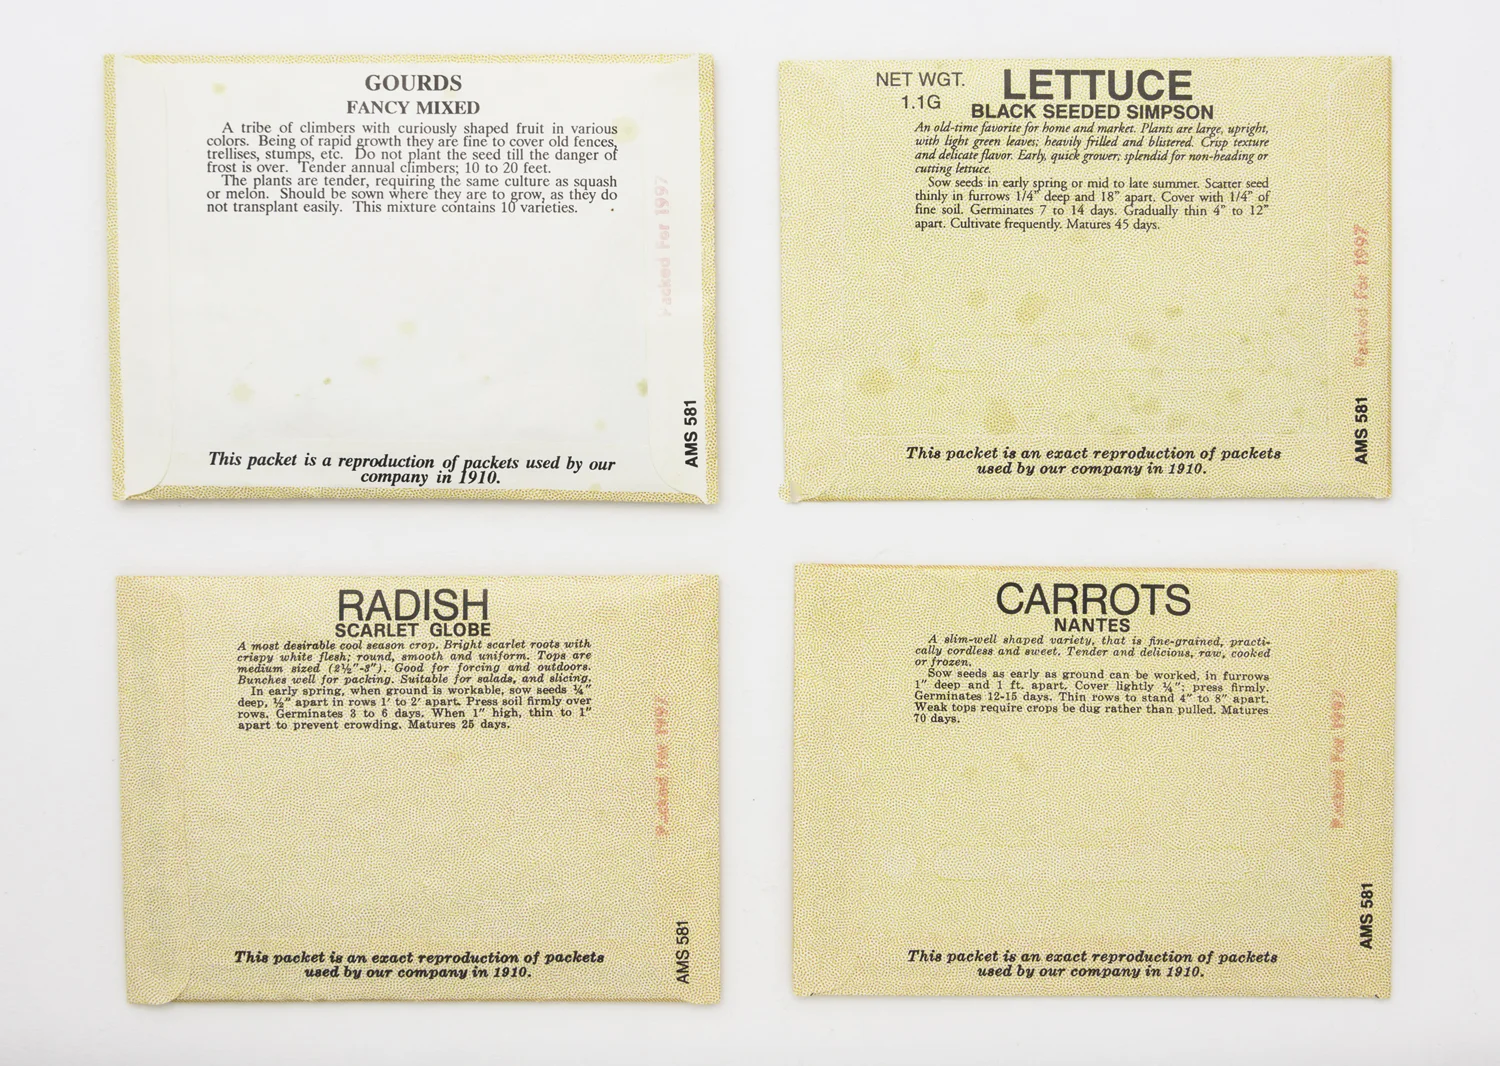 GOURDS
FANCY MIXED
A tribe of climbers with curiously shaped fruit in various
colors. Being of rapid growth they are fine to cover old fences,
trellises, stumps, etc. Do not plant the seed till the danger of
frost is over. Tender annual climbers; 10 to 20 feet.
The plants are tender, requiring the same culture as squash
or melon. Should be sown where they are to grow, as they do
not transplant easily. This mixture contains 10 varieties.
Packed For 1997
AMS 581
This packet is a reproduction of packets used by our
company in 1910.
NET WGT.
1.1G
LETTUCE
BLACK SEEDED SIMPSON
An old-time favorite for home and market. Plants are large, upright,
with light green leaves; heavily frilled and blistered. Crisp texture
and delicate flavor. Early, quick grower; splendid for non-heading or
cutting lettuce.
Sow seeds in early spring or mid to late summer. Scatter seed
thinly in furrows 1/4" deep and 18" apart. Cover with 1/4" of
fine soil. Germinates 7 to 14 days. Gradually thin 4" to 12"
apart. Cultivate frequently. Matures 45 days.
Packed For 1997
AMS 581
This packet is an exact reproduction of packets
used by our company in 1910.
RADISH
SCARLET GLOBE
A most desirable cool season crop. Bright scarlet roots with
crispy white flesh; round, smooth and uniform. Tops are
medium sized (2½"-3"). Good for forcing and outdoors.
Bunches well for packing. Suitable for salads, and slicing.
In early spring, when ground is workable, sow seeds ¼"
deep, ½" apart in rows 1' to 2' apart. Press soil firmly over
rows. Germinates 3 to 6 days. When 1" high, thin to 1"
apart to prevent crowding. Matures 25 days.
Packed For 1997
AMS 581
This packet is an exact reproduction of packets
used by our company in 1910.
CARROTS
NANTES
A slim-well shaped variety, that is fine-grained, practi-
cally cordless and sweet. Tender and delicious, raw, cooked
or frozen.
Sow seeds as early as ground can be worked, in furrows
1" deep and 1 ft. apart. Cover lightly ¼"; press firmly.
Germinates 12-15 days. Thin rows to stand 4" to 8" apart.
Weak tops require crops be dug rather than pulled. Matures
70 days.
Packed For 1997
AMS 581
This packet is an exact reproduction of packets
used by our company in 1910.